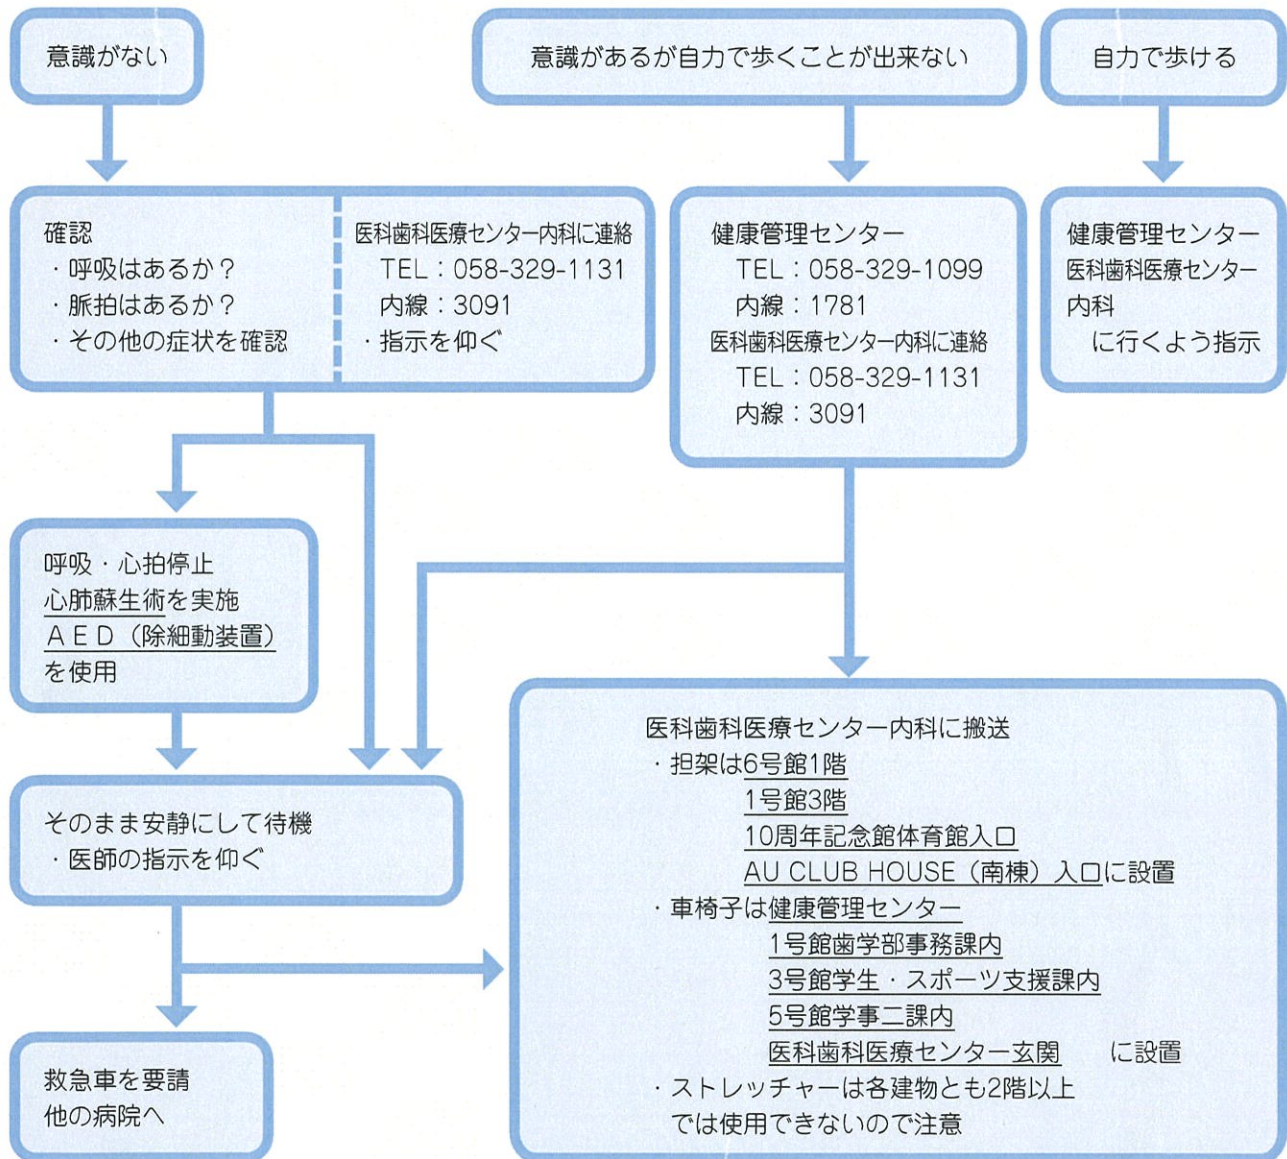 意識がない
意識があるが自力で歩くことが出来ない
自力で歩ける
確認
・呼吸はあるか？
・脈拍はあるか？
・その他の症状を確認
医科歯科医療センター内科に連絡
TEL：058-329-1131
内線：3091
・指示を仰ぐ
健康管理センター
TEL：058-329-1099
内線：1781
医科歯科医療センター内科に連絡
TEL：058-329-1131
内線：3091
健康管理センター
医科歯科医療センター
内科
に行くよう指示
呼吸・心拍停止
心肺蘇生術を実施
ＡＥＤ（除細動装置）
を使用
そのまま安静にして待機
・医師の指示を仰ぐ
救急車を要請
他の病院へ
医科歯科医療センター内科に搬送
・担架は6号館1階
1号館3階
10周年記念館体育館入口
AU CLUB HOUSE（南棟）入口に設置
・車椅子は健康管理センター
1号館歯学部事務課内
3号館学生・スポーツ支援課内
5号館学事二課内
医科歯科医療センター玄関　に設置
・ストレッチャーは各建物とも2階以上
では使用できないので注意